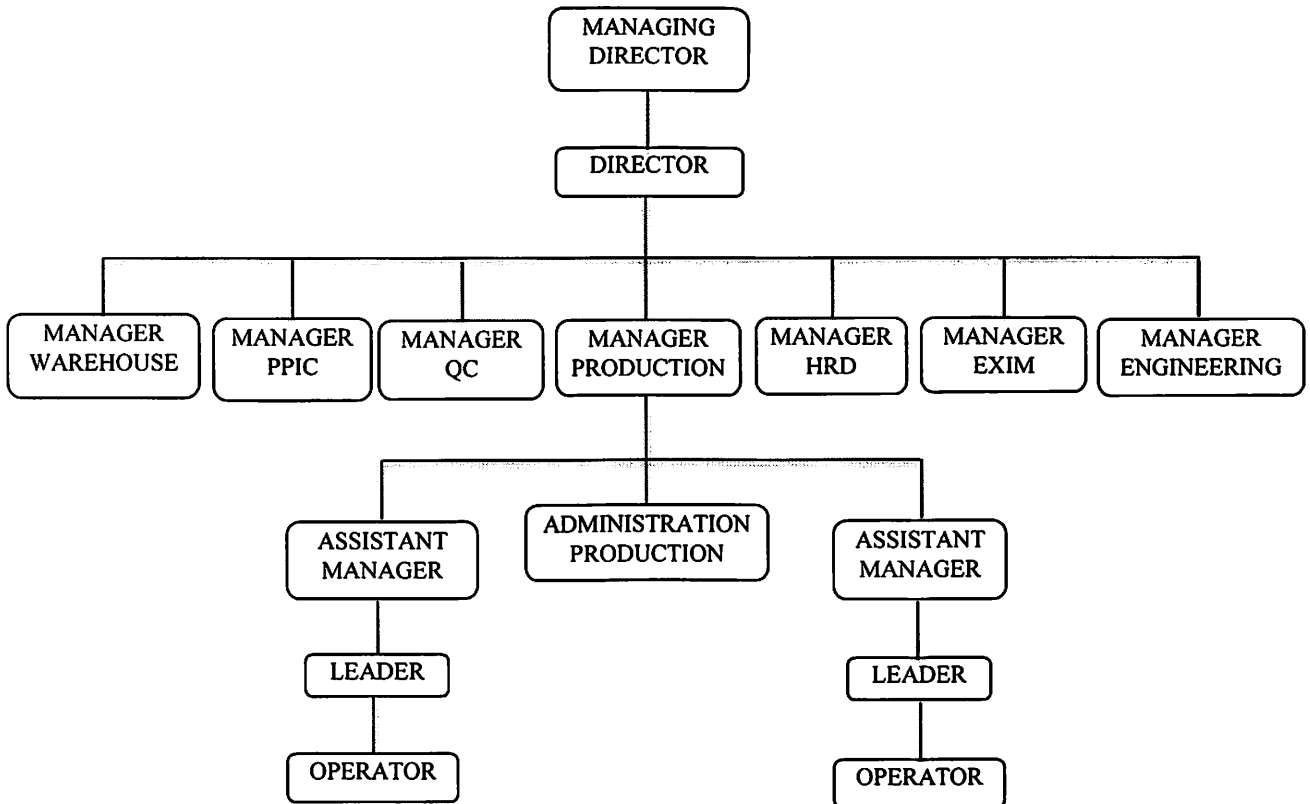 MANAGING
DIRECTOR
DIRECTOR
MANAGER
WAREHOUSE
MANAGER
PPIC
MANAGER
QC
MANAGER
PRODUCTION
MANAGER
HRD
MANAGER
EXIM
MANAGER
ENGINEERING
ASSISTANT
MANAGER
ADMINISTRATION
PRODUCTION
ASSISTANT
MANAGER
LEADER
LEADER
OPERATOR
OPERATOR